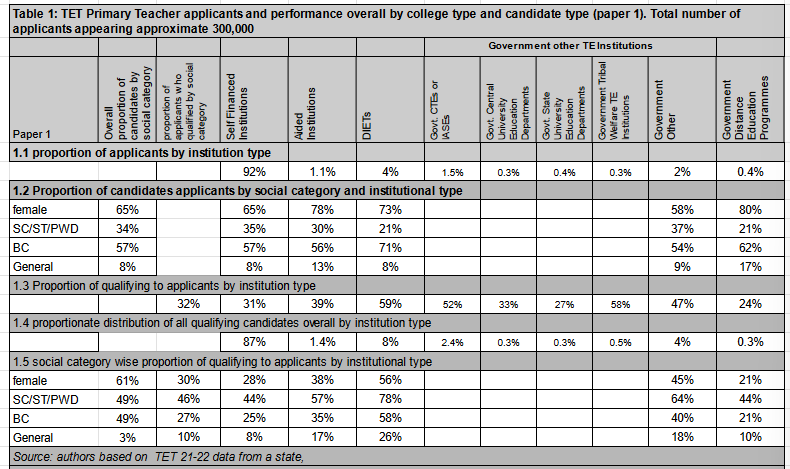 Table 1: TET Primary Teacher applicants and performance overall by college type and candidate type (paper 1). Total number of
applicants appearing approximate 300,000
Government other TE Institutions
Paper 1
Overall proportion of candidates by social category
proportion of applicants who qualified by social category
Self Financed Institutions
Aided Institutions
DIETs
Govt. CTEs or IASEs
Govt. Central University Education Departments
Govt. State University Education Departments
Government Tribal Welfare TE Institutions
Government Other
Government Distance Education Programmes
1.1 proportion of applicants by institution type
92% 1.1% 4% 1.5% 0.3% 0.4% 0.3% 2% 0.4%
1.2 Proportion of candidates applicants by social category and institutional type
female 65% 65% 78% 73% 58% 80%
SC/ST/PWD 34% 35% 30% 21% 37% 21%
BC 57% 57% 56% 71% 54% 62%
General 8% 8% 13% 8% 9% 17%
1.3 Proportion of qualifying to applicants by institution type
32% 31% 39% 59% 52% 33% 27% 58% 47% 24%
1.4 proportionate distribution of all qualifying candidates overall by institution type
87% 1.4% 8% 2.4% 0.3% 0.3% 0.5% 4% 0.3%
1.5 social category wise proportion of qualifying to applicants by institutional type
female 61% 30% 28% 38% 56% 45% 21%
SC/ST/PWD 49% 46% 44% 57% 78% 64% 44%
BC 49% 27% 25% 35% 58% 40% 21%
General 3% 10% 8% 17% 26% 18% 10%
Source: authors based on TET 21-22 data from a state,